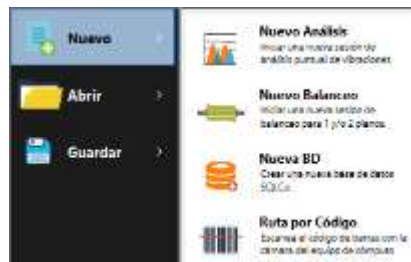 Nuevo
Abrir
Guardar
Nuevo Análisis
Iniciar una nueva sesión de
análisis puntual de vibraciones.
Nuevo Balanceo
Iniciar una nueva sesión de
balanceo para 1 y/o 2 planos.
Nueva BD
Crear una nueva base de datos
Ruta por Código
Escanea el código de barras con la
cámara del equipo de cómputo